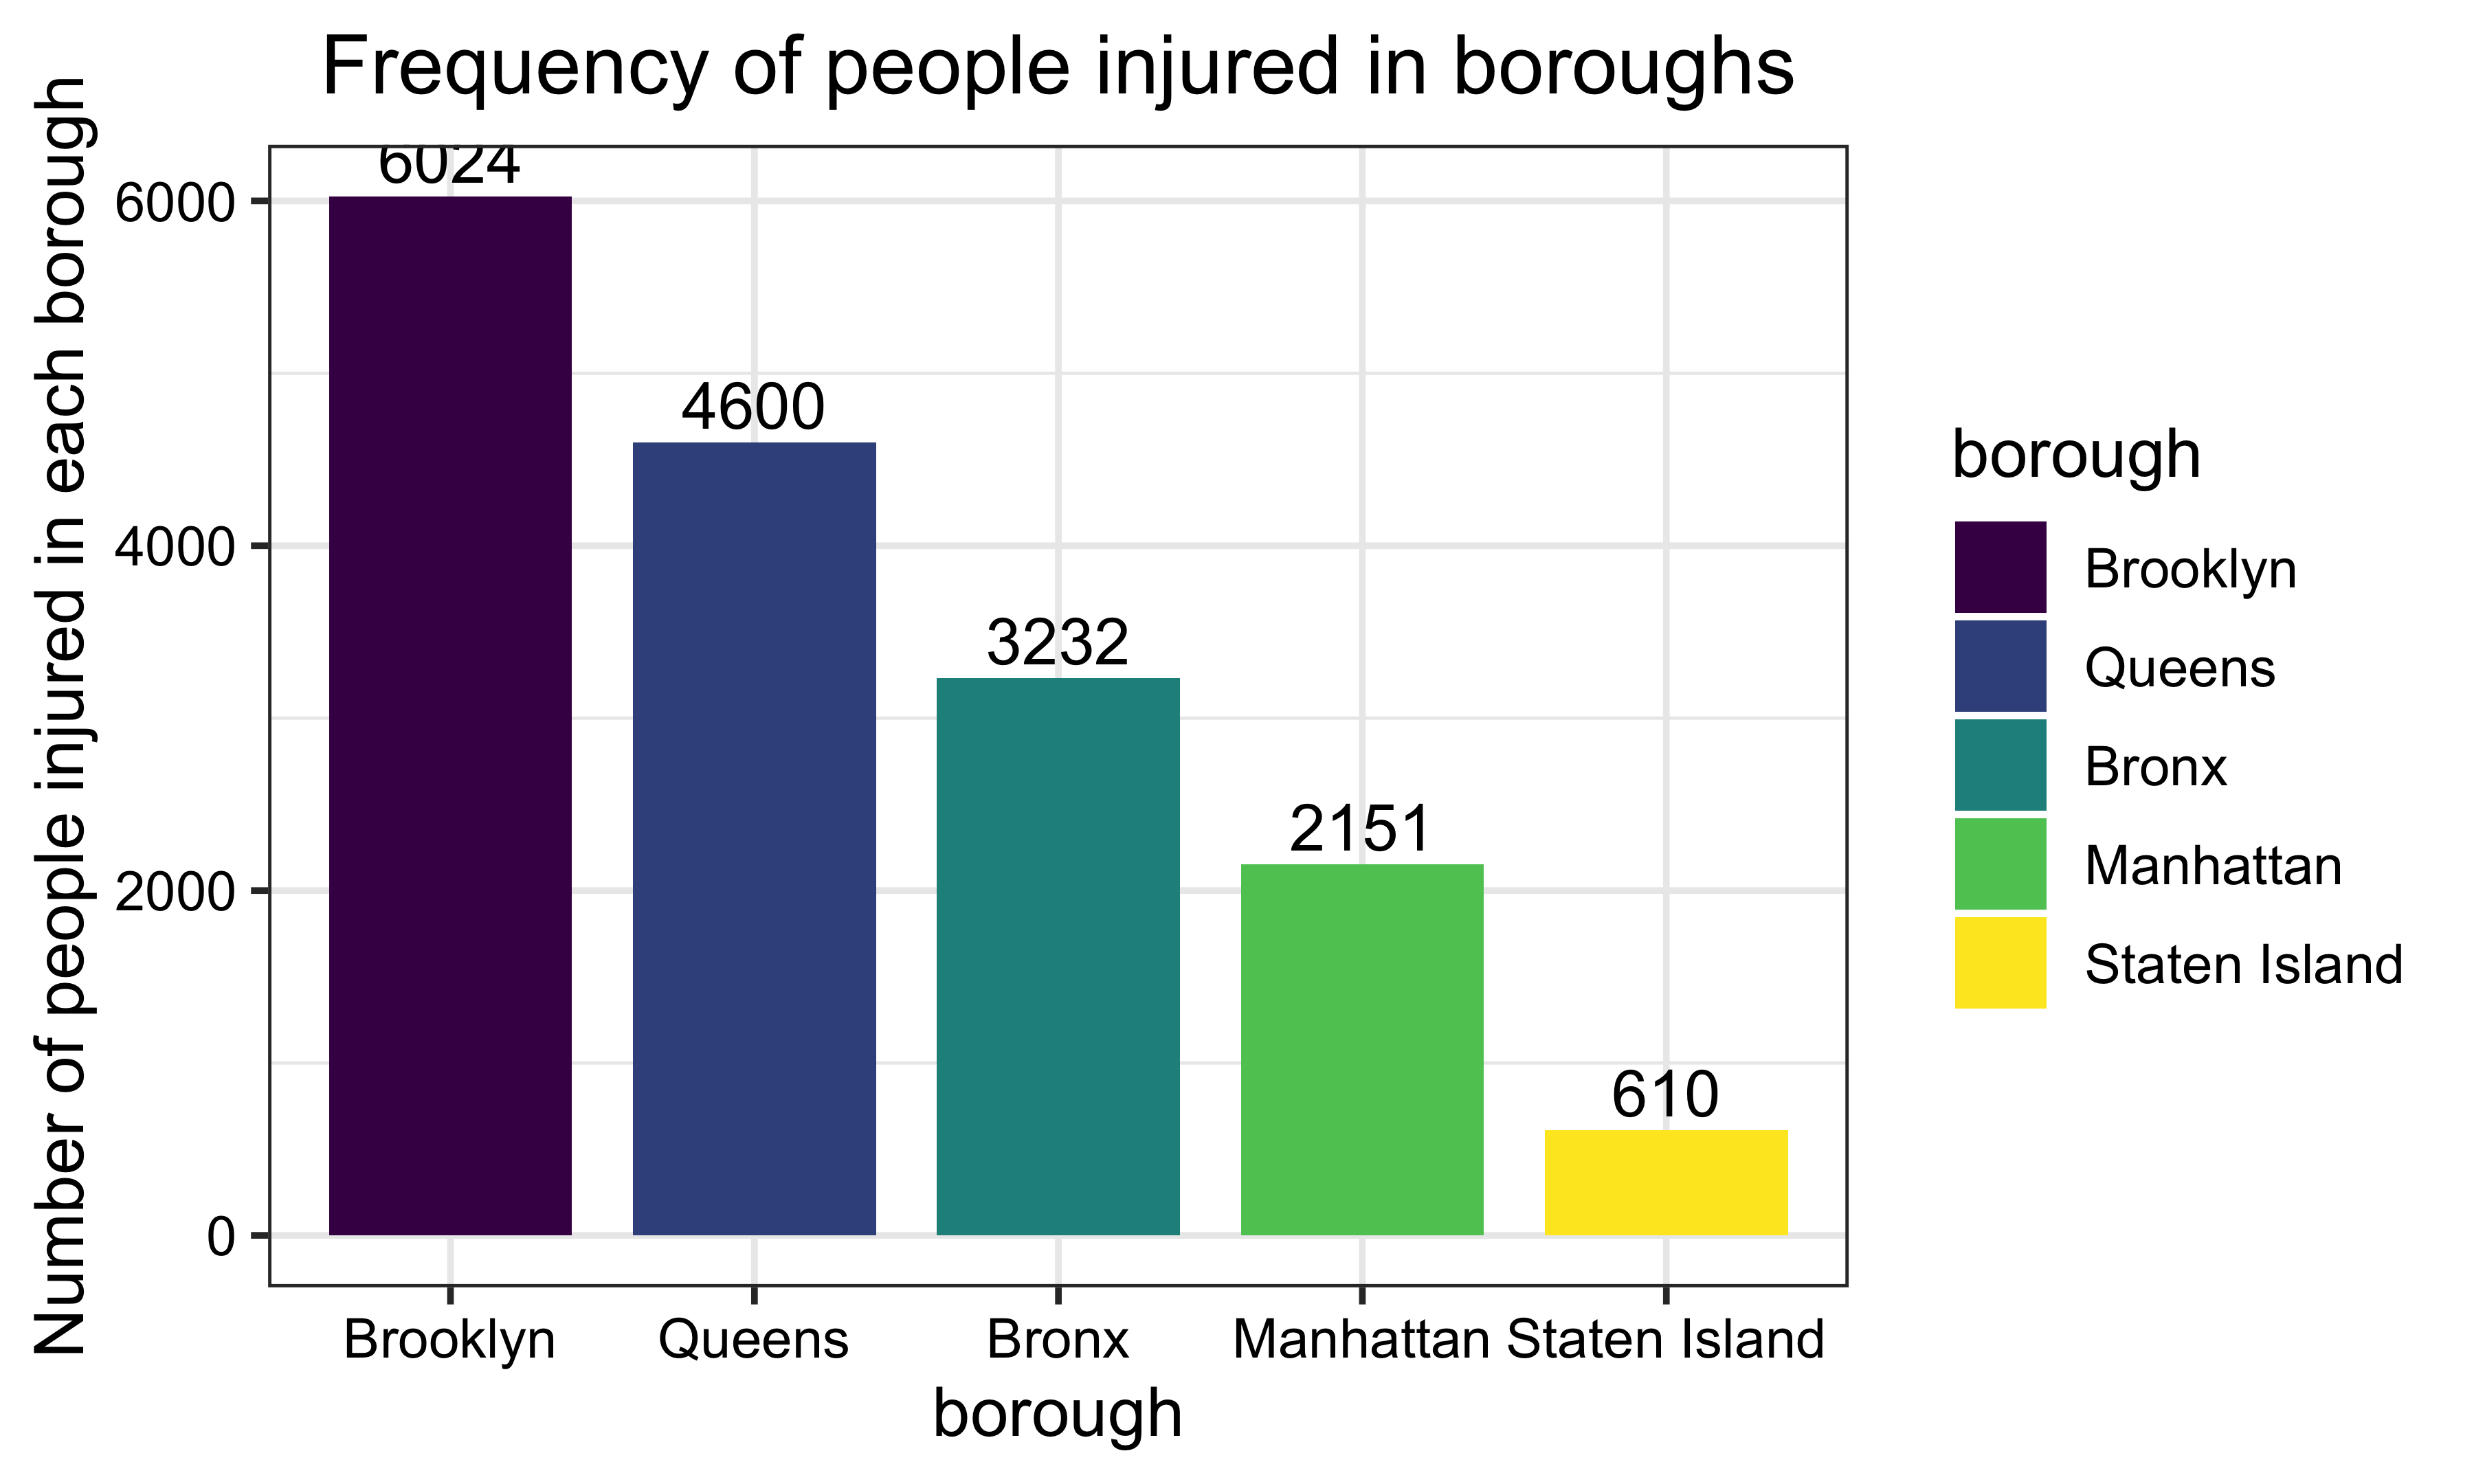 Frequency of people injured in boroughs
Number of people injured in each borough
6000
4000
2000
0
6024
4600
3232
2151
610
Brooklyn
Queens
Bronx
Manhattan
Staten Island
borough
borough
Brooklyn
Queens
Bronx
Manhattan
Staten Island